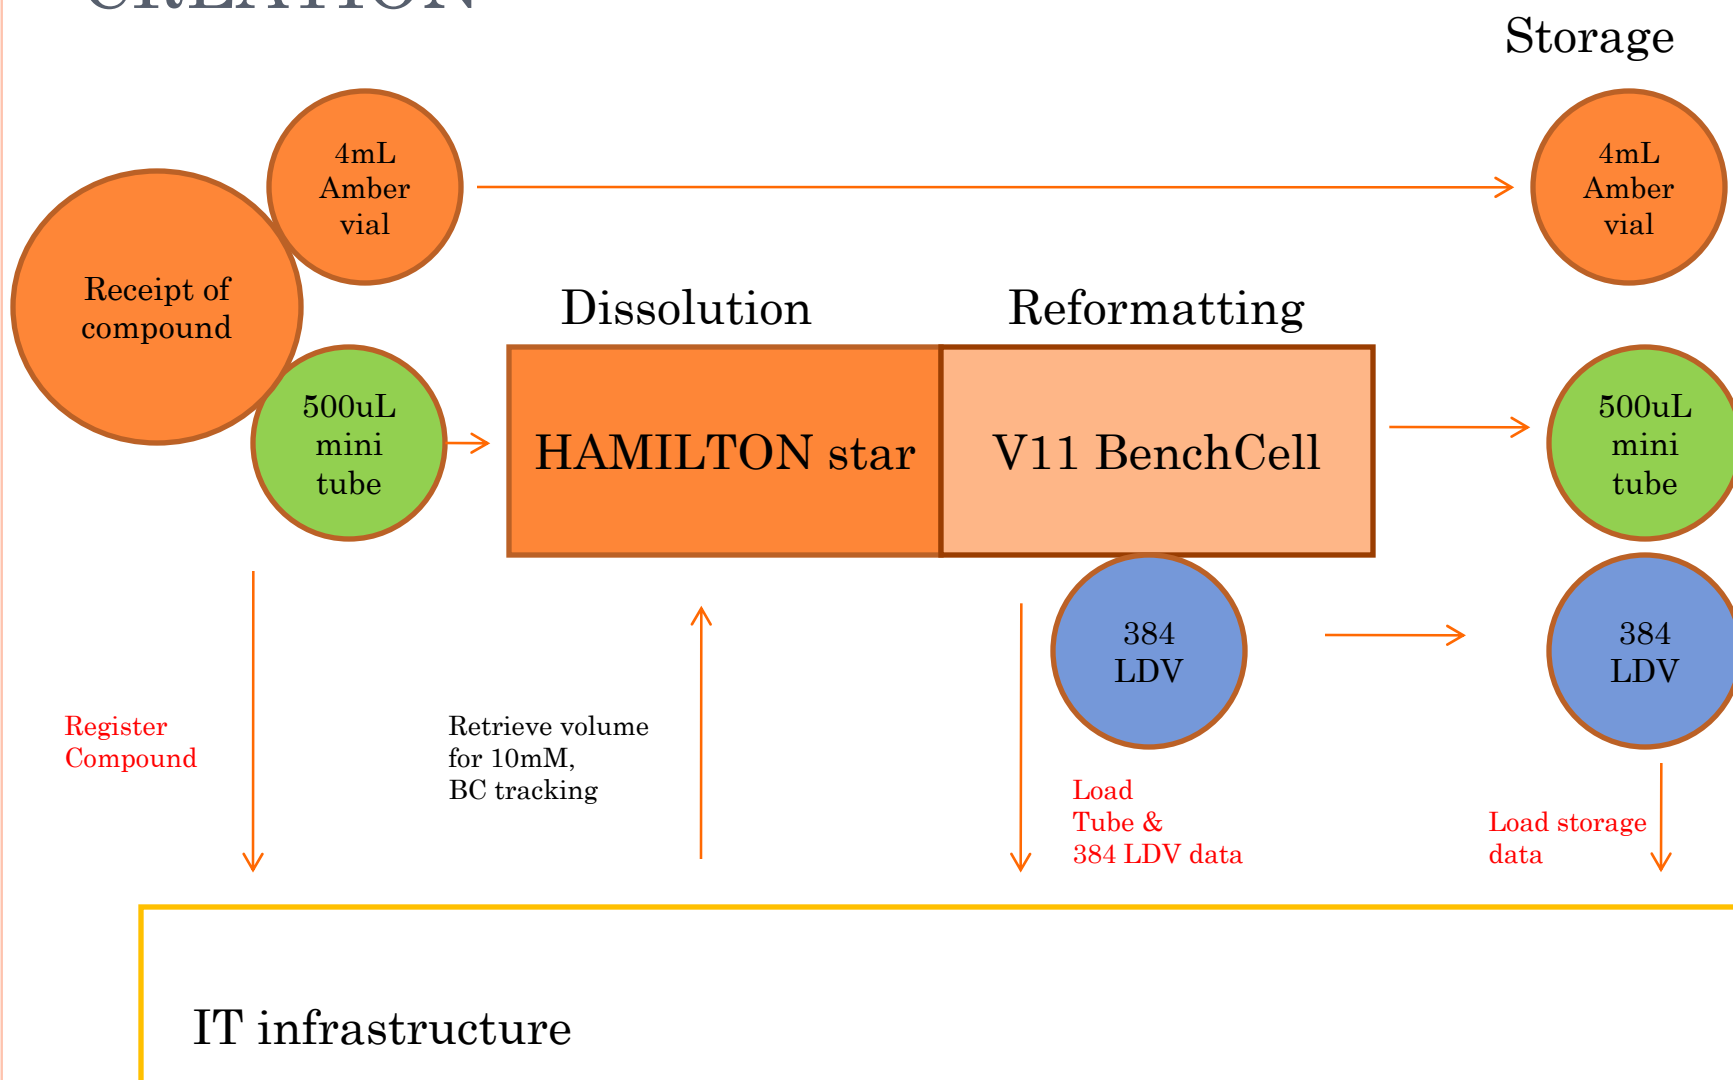 CREATION
Storage
4mL
Amber
vial
4mL
Amber
vial
Receipt of
compound
Dissolution
Reformatting
500uL
mini
tube
HAMILTON star
V11 BenchCell
500uL
mini
tube
384
LDV
384
LDV
Register
Compound
Retrieve volume
for 10mM,
BC tracking
Load
Tube &
384 LDV data
Load storage
data
IT infrastructure